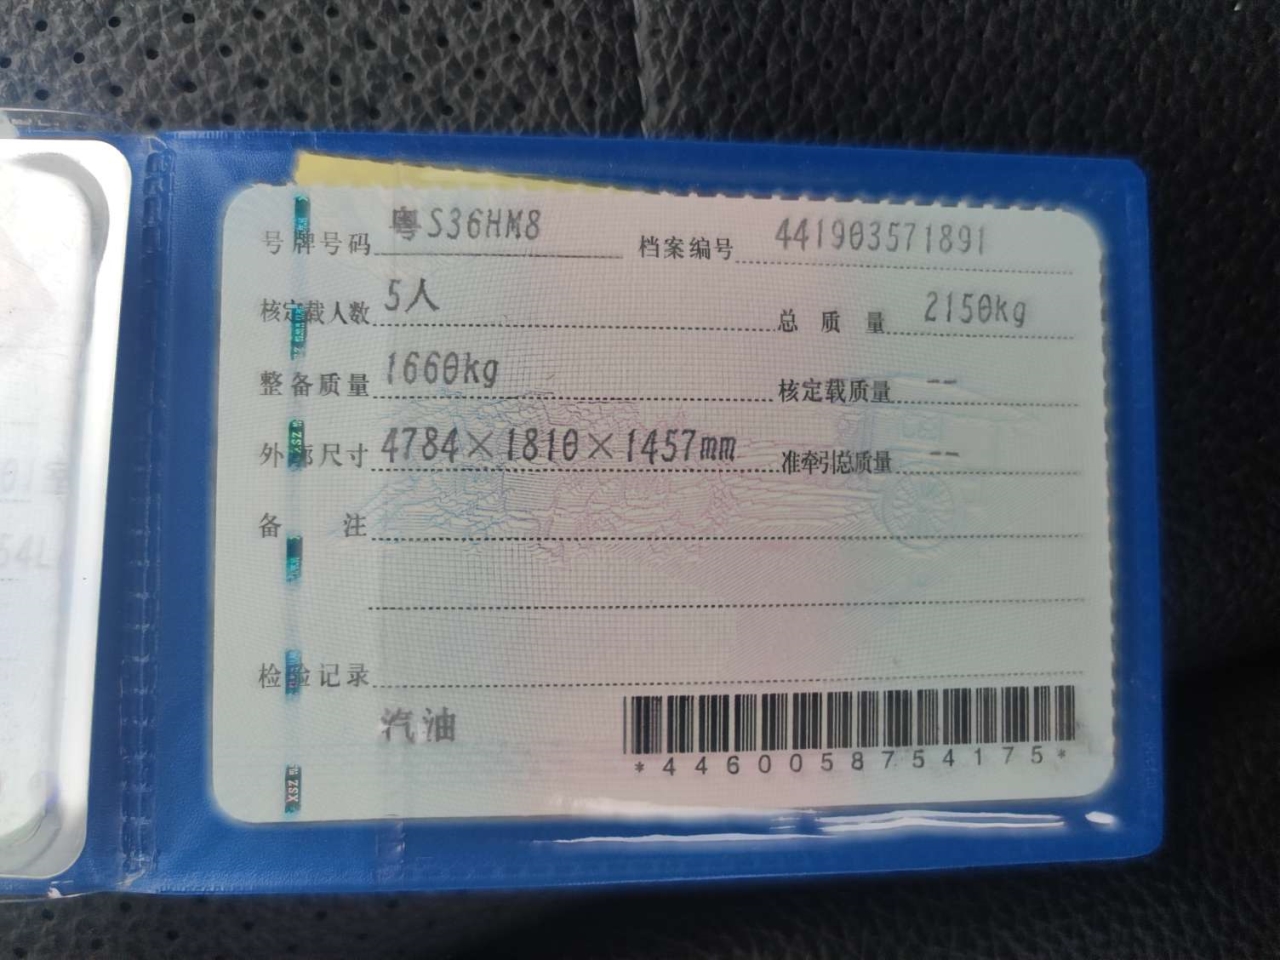 号牌号码 粤S36HM8 档案编号 441903571891
核定载人数 5人 总质量 2150kg
整备质量 1660kg 核定载质量 --
外廓尺寸 4784×1810×1457mm 准牵引总质量 --
备注
检验记录
汽油
*4460058754175*
XSZ